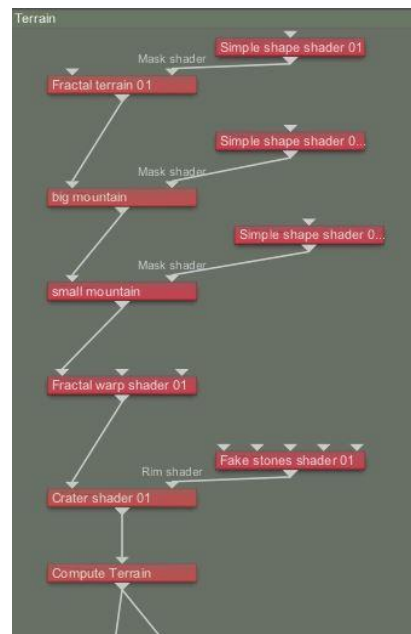 Terrain
Simple shape shader 01
Mask shader
Fractal terrain 01
Simple shape shader 0...
Mask shader
big mountain
Simple shape shader 0...
Mask shader
small mountain
Fractal warp shader 01
Fake stones shader 01
Rim shader
Crater shader 01
Compute Terrain